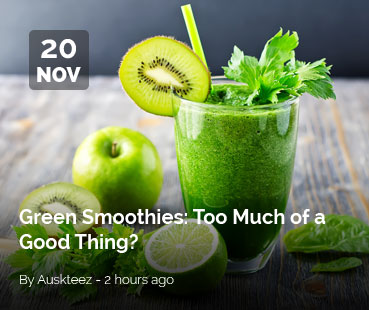 20
NOV
Green Smoothies: Too Much of a
Good Thing?
By Auskteez - 2 hours ago